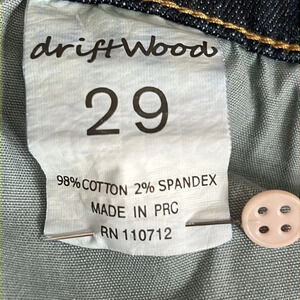 driftWood
29
98% COTTON 2% SPANDEX
MADE IN PRC
RN 110712